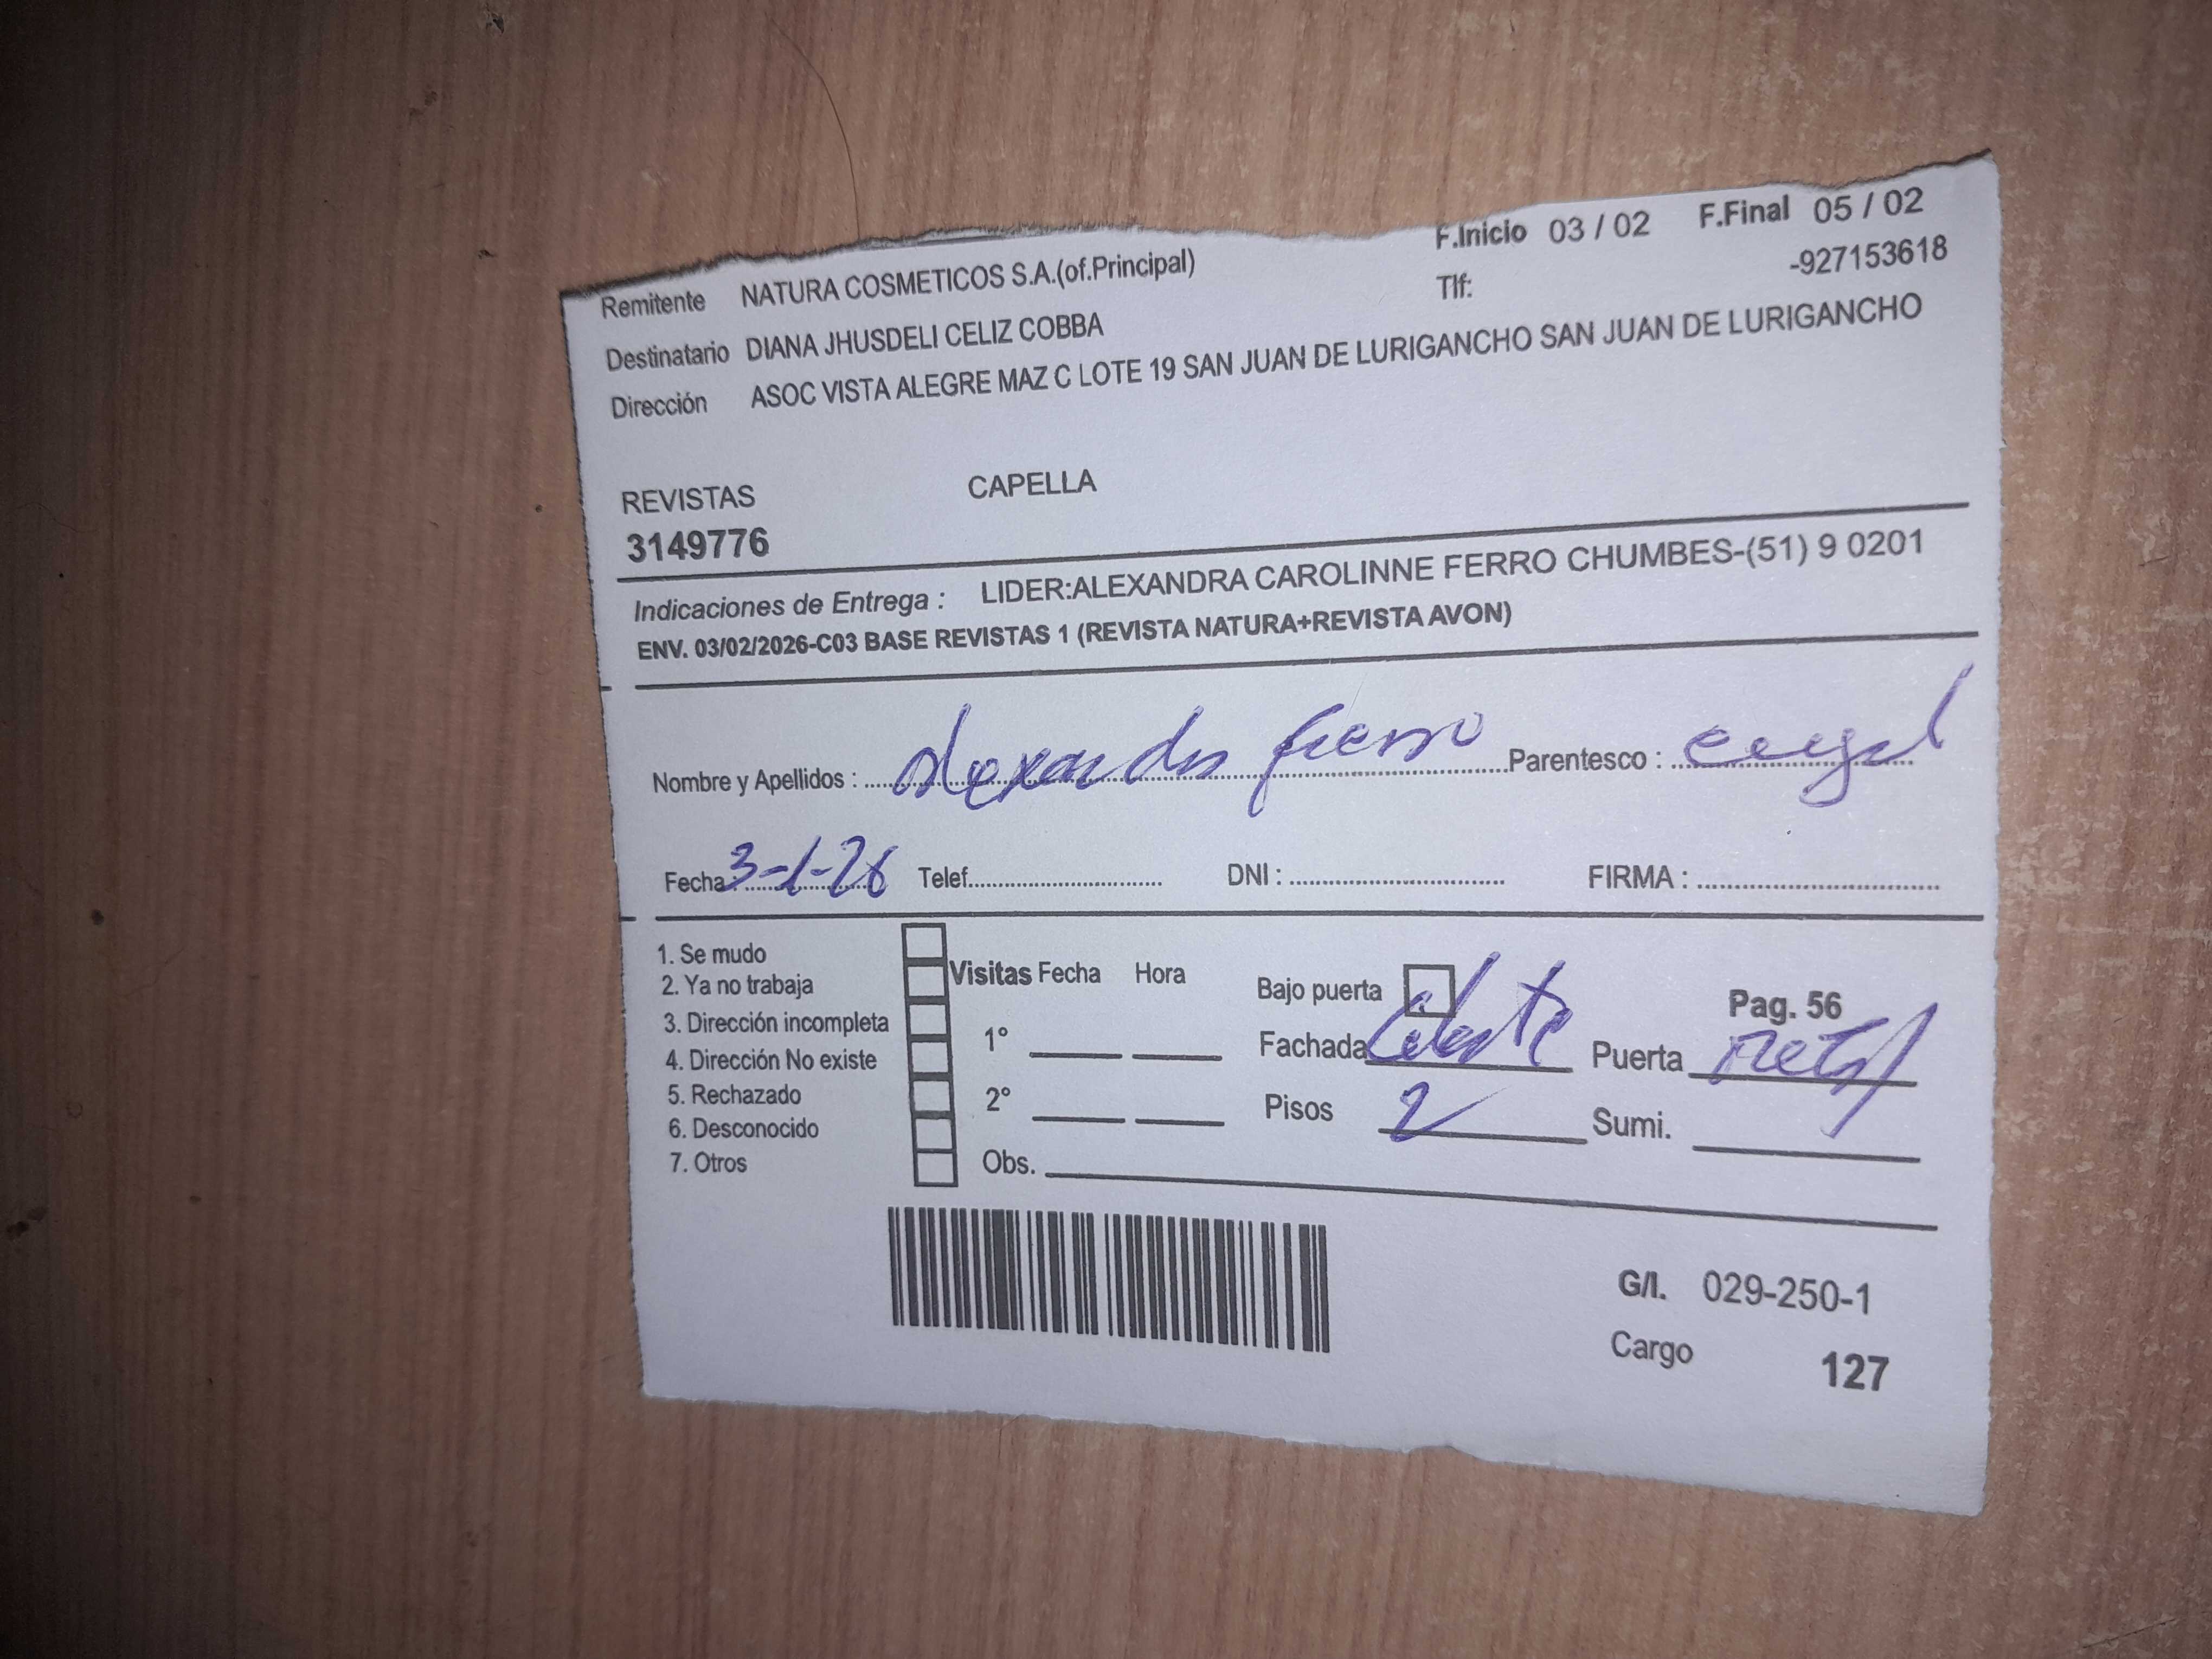 F.Inicio 03 / 02 F.Final 05 / 02
Remitente NATURA COSMETICOS S.A.(of.Principal) Tlf: -927153618
Destinatario DIANA JHUSDELI CELIZ COBBA
Dirección ASOC VISTA ALEGRE MAZ C LOTE 19 SAN JUAN DE LURIGANCHO SAN JUAN DE LURIGANCHO
REVISTAS CAPELLA
3149776
Indicaciones de Entrega : LIDER:ALEXANDRA CAROLINNE FERRO CHUMBES-(51) 9 0201
ENV. 03/02/2026-C03 BASE REVISTAS 1 (REVISTA NATURA+REVISTA AVON)
Nombre y Apellidos : Ferro Parentesco :
Fecha: 3-1-26 Telef. DNI : FIRMA :
1. Se mudo
2. Ya no trabaja
3. Dirección incompleta
4. Dirección No existe
5. Rechazado
6. Desconocido
7. Otros
Visitas Fecha Hora
1°
2°
Obs.
Bajo puerta Pag. 56
Fachada Celeste Puerta Metal
Pisos 2 Sumi.
G/I. 029-250-1
Cargo 127